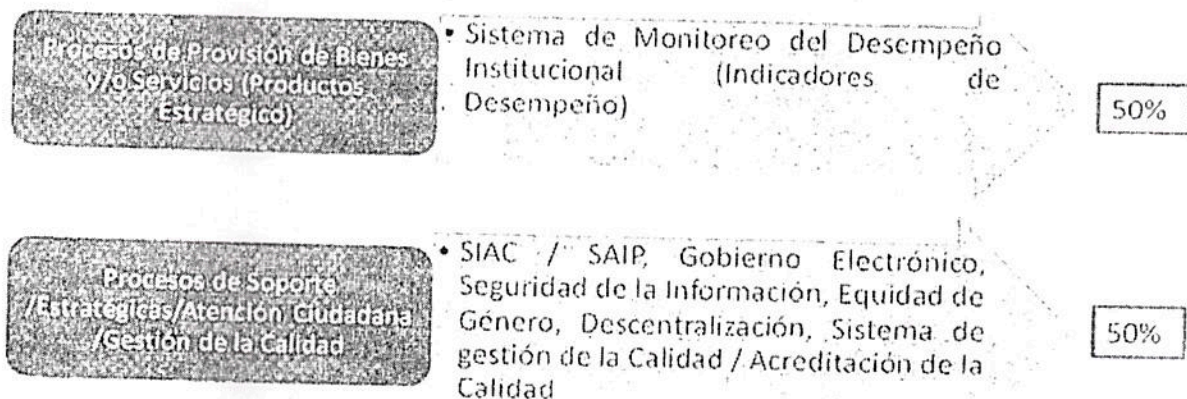 Procesos de Provisión de Bienes
y/o Servicios (Productos
Estratégico)
• Sistema de Monitoreo del Desempeño
Institucional (Indicadores de
Desempeño)
50%
Procesos de Soporte
/Estratégicas/Atención Ciudadana
/Gestión de la Calidad
• SIAC / SAIP, Gobierno Electrónico,
Seguridad de la Información, Equidad de
Género, Descentralización, Sistema de
gestión de la Calidad / Acreditación de la
Calidad
50%